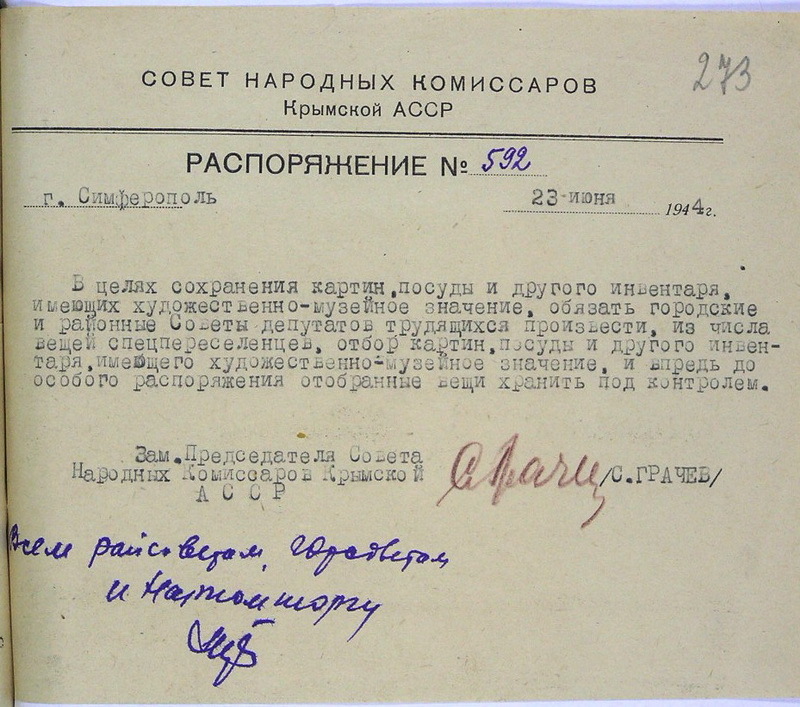 273
СОВЕТ НАРОДНЫХ КОМИССАРОВ
Крымской АССР
РАСПОРЯЖЕНИЕ № 592
г. Симферополь 23 июня 1944 г.
В целях сохранения картин,посуды и другого инвентаря,
имеющих художественно-музейное значение, обязать городские
и районные Советы депутатов трудящихся произвести, из числа
вещей спецпереселенцев, отбор картин,посуды и другого инвен-
таря,имеющего художественно-музейное значение, и впредь до
особого распоряжения отобранные вещи хранить под контролем.
Зам.Председателя Совета
Народных Комиссаров Крымской
А С С Р
/С.ГРАЧЕВ/
Всем райсоветам, Горсоветам
и Наркомторгу